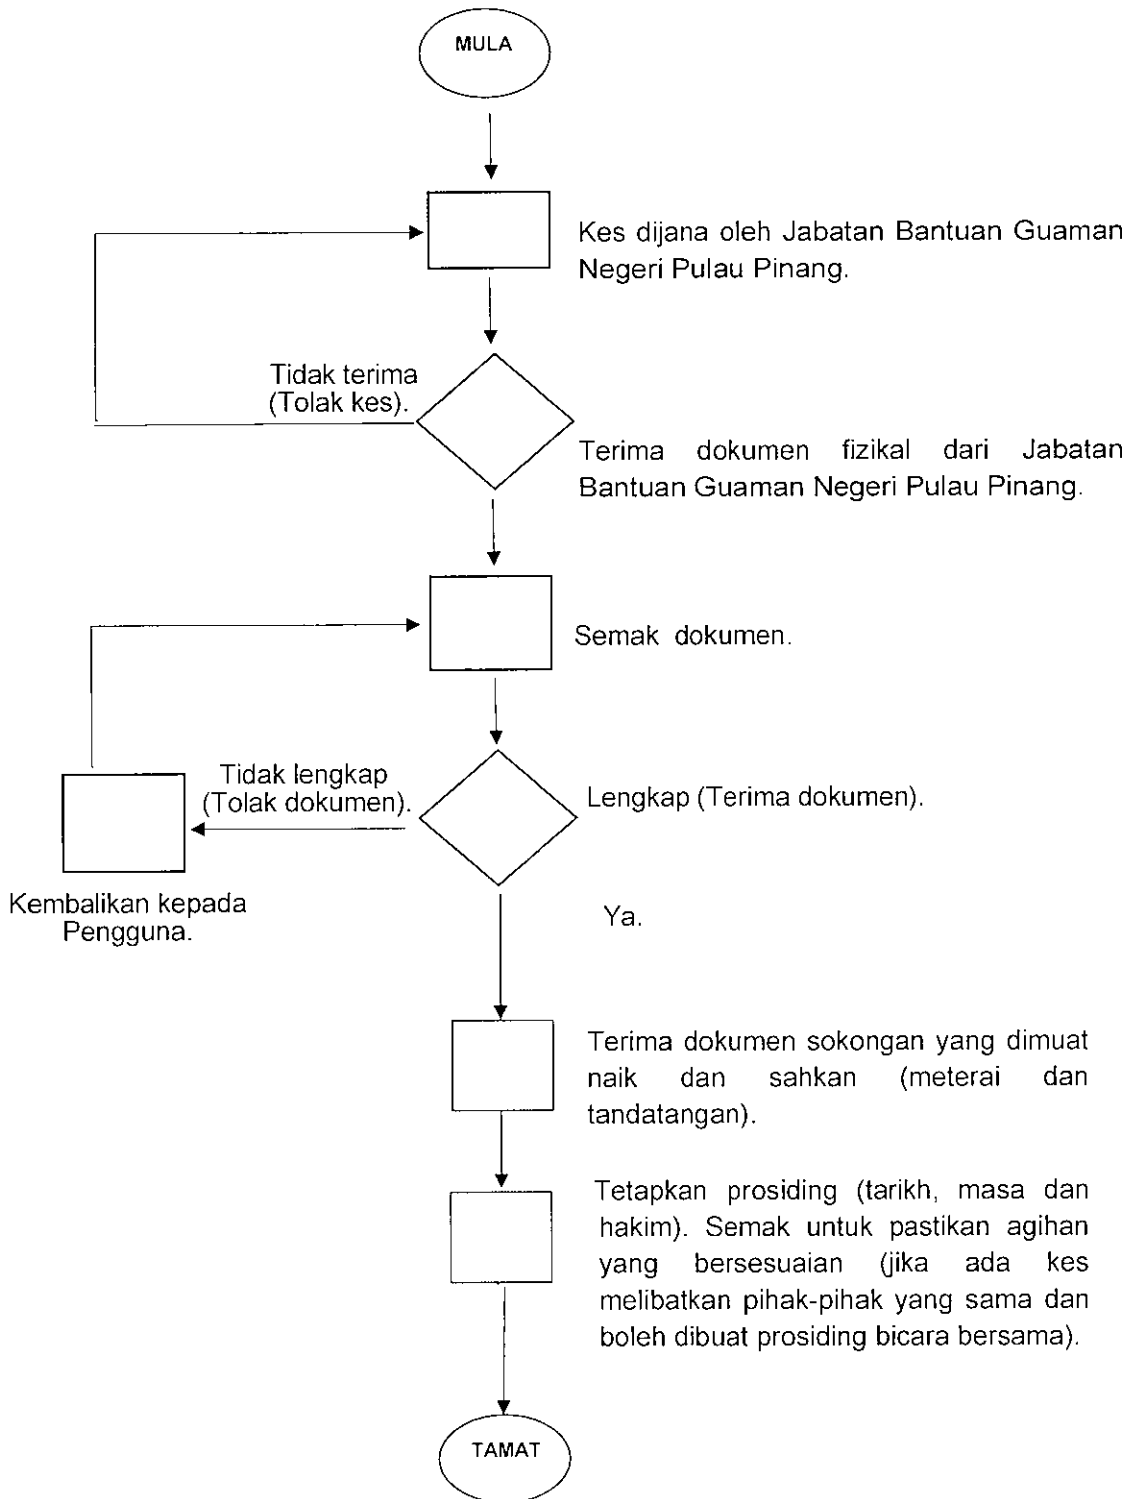 MULA
Kes dijana oleh Jabatan Bantuan Guaman
Negeri Pulau Pinang.
Tidak terima
(Tolak kes).
Terima dokumen fizikal dari Jabatan
Bantuan Guaman Negeri Pulau Pinang.
Semak dokumen.
Tidak lengkap
(Tolak dokumen).
Lengkap (Terima dokumen).
Kembalikan kepada
Pengguna.
Ya.
Terima dokumen sokongan yang dimuat
naik dan sahkan (meterai dan
tandatangan).
Tetapkan prosiding (tarikh, masa dan
hakim). Semak untuk pastikan agihan
yang bersesuaian (jika ada kes
melibatkan pihak-pihak yang sama dan
boleh dibuat prosiding bicara bersama).
TAMAT